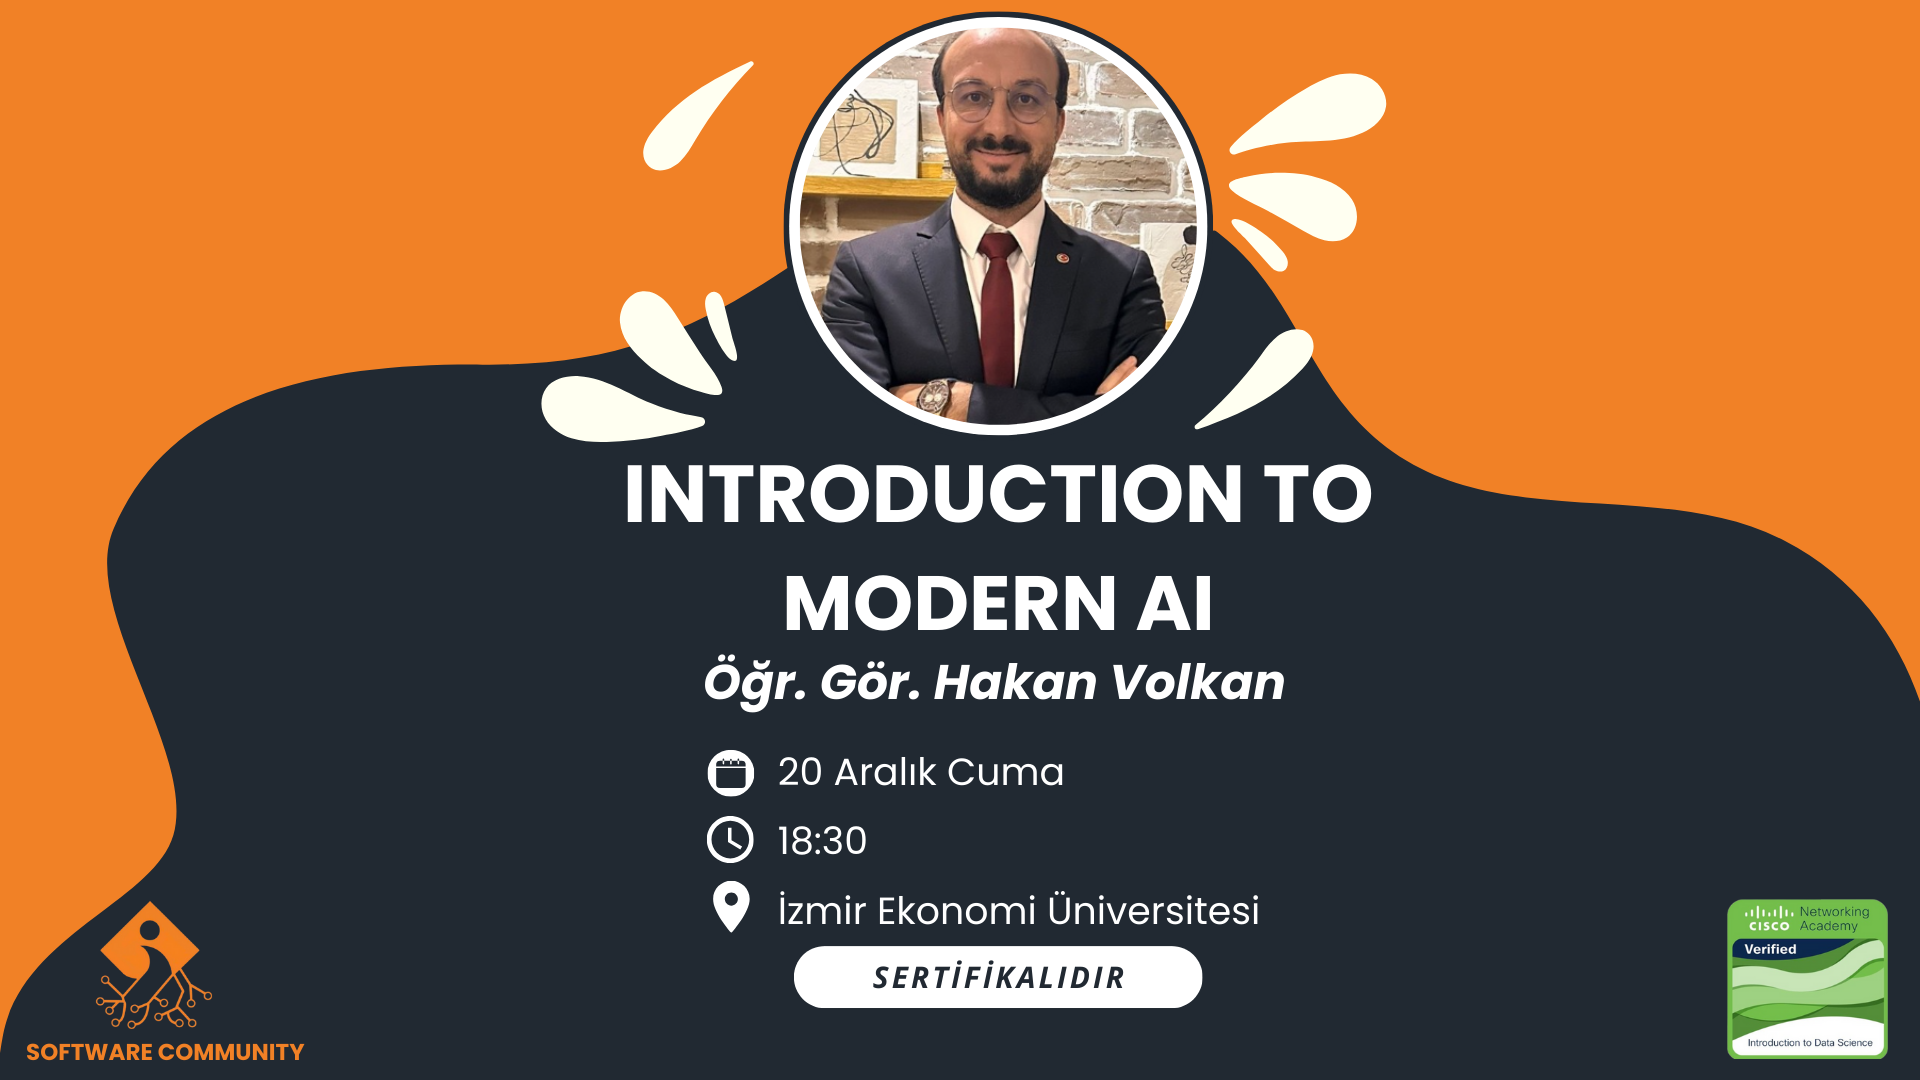 INTRODUCTION TO
MODERN AI
Öğr. Gör. Hakan Volkan
20 Aralık Cuma
18:30
İzmir Ekonomi Üniversitesi
SERTİFİKALIDIR
SOFTWARE COMMUNITY
CISCO
Networking
Academy
Verified
Introduction to Data Science